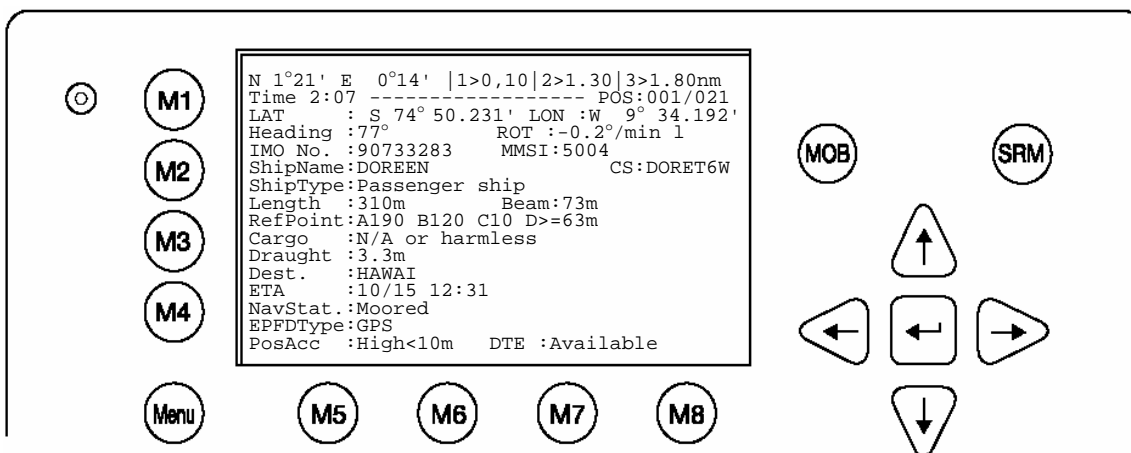 N 1°21' E 0°14' |1>0,10|2>1.30|3>1.80nm
Time 2:07 ------------------- POS:001/021
LAT : S 74° 50.231' LON :W 9° 34.192'
Heading :77° ROT :-0.2°/min l
IMO No. :90733283 MMSI:5004
ShipName:DOREEN CS:DORET6W
ShipType:Passenger ship
Length :310m Beam:73m
RefPoint:A190 B120 C10 D>=63m
Cargo :N/A or harmless
Draught :3.3m
Dest. :HAWAI
ETA :10/15 12:31
NavStat.:Moored
EPFDType:GPS
PosAcc :High<10m DTE :Available
M1
M2
M3
M4
Menu
M5
M6
M7
M8
MOB
SRM